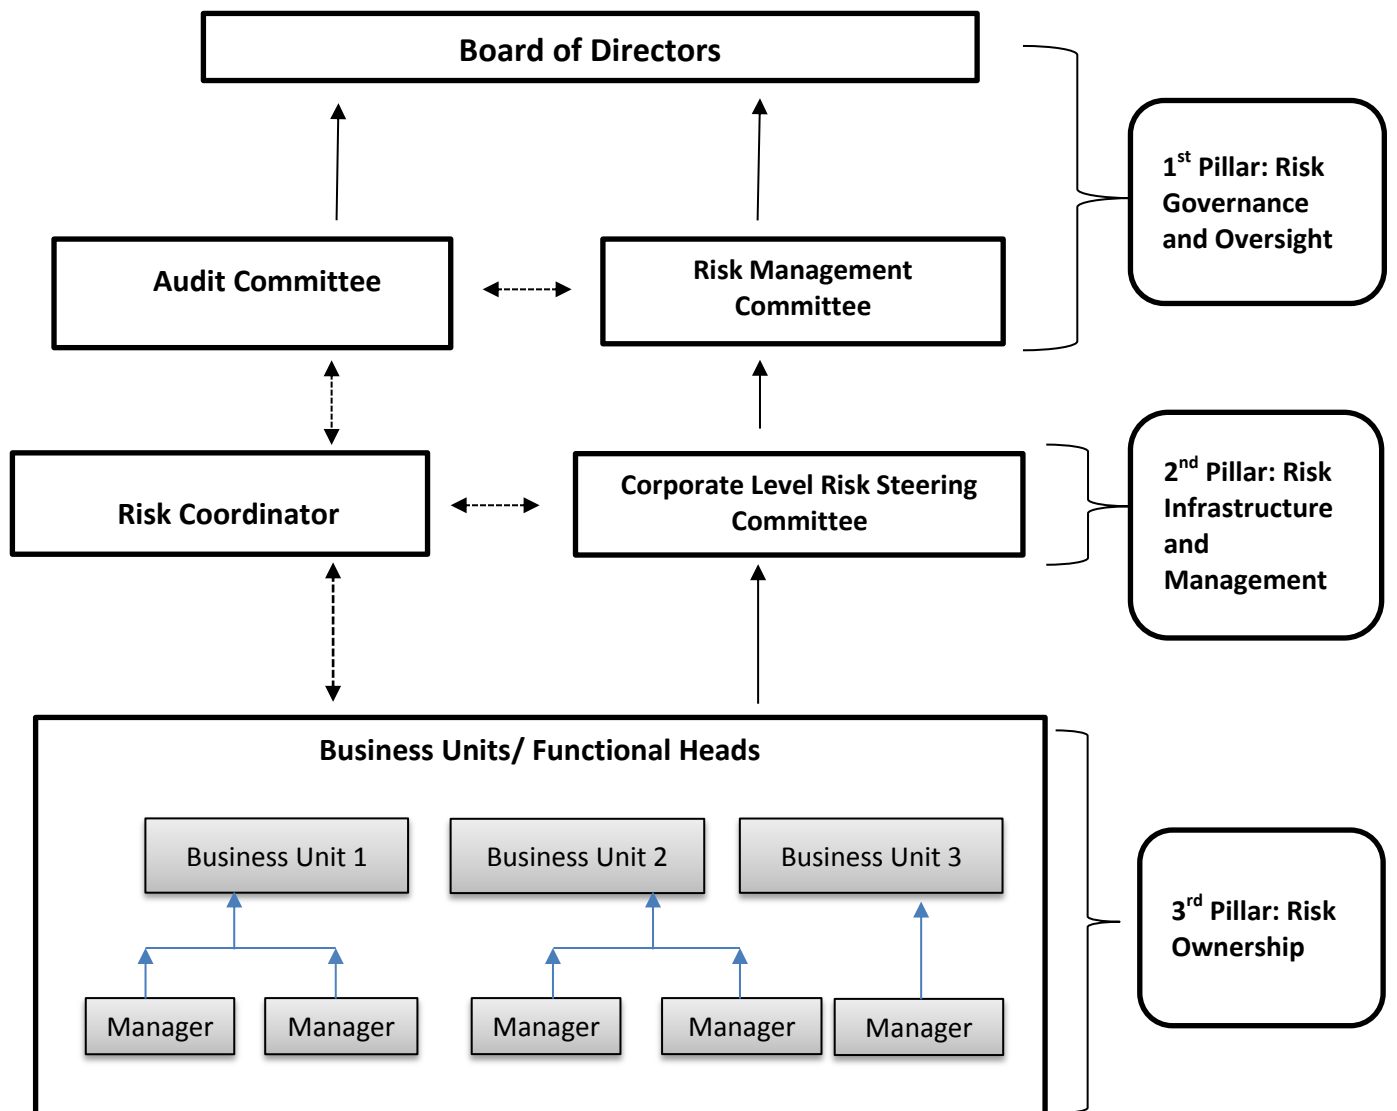 Board of Directors
1st Pillar: Risk
Governance
and Oversight
Audit Committee
Risk Management
Committee
Risk Coordinator
Corporate Level Risk Steering
Committee
2nd Pillar: Risk
Infrastructure
and
Management
Business Units/ Functional Heads
Business Unit 1
Business Unit 2
Business Unit 3
Manager
Manager
Manager
Manager
Manager
3rd Pillar: Risk
Ownership